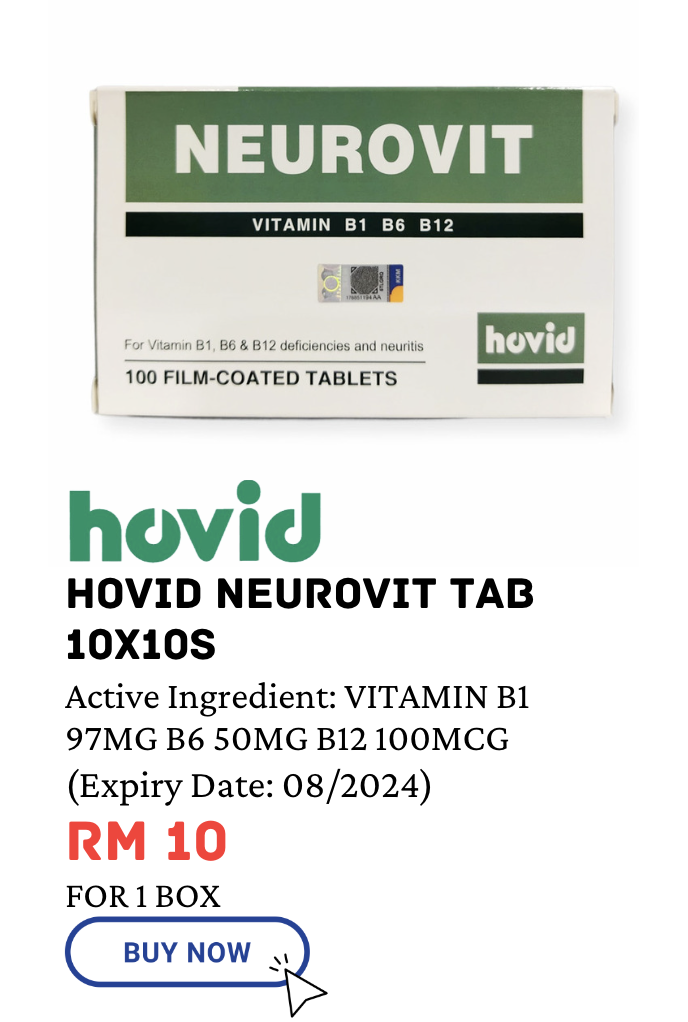 NEUROVIT
VITAMIN B1 B6 B12
KKM
For Vitamin B1, B6 & B12 deficiencies and neuritis
100 FILM-COATED TABLETS
hovid
hovid
HOVID NEUROVIT TAB
10X10S
Active Ingredient: VITAMIN B1
97MG B6 50MG B12 100MCG
(Expiry Date: 08/2024)
RM 10
FOR 1 BOX
BUY NOW